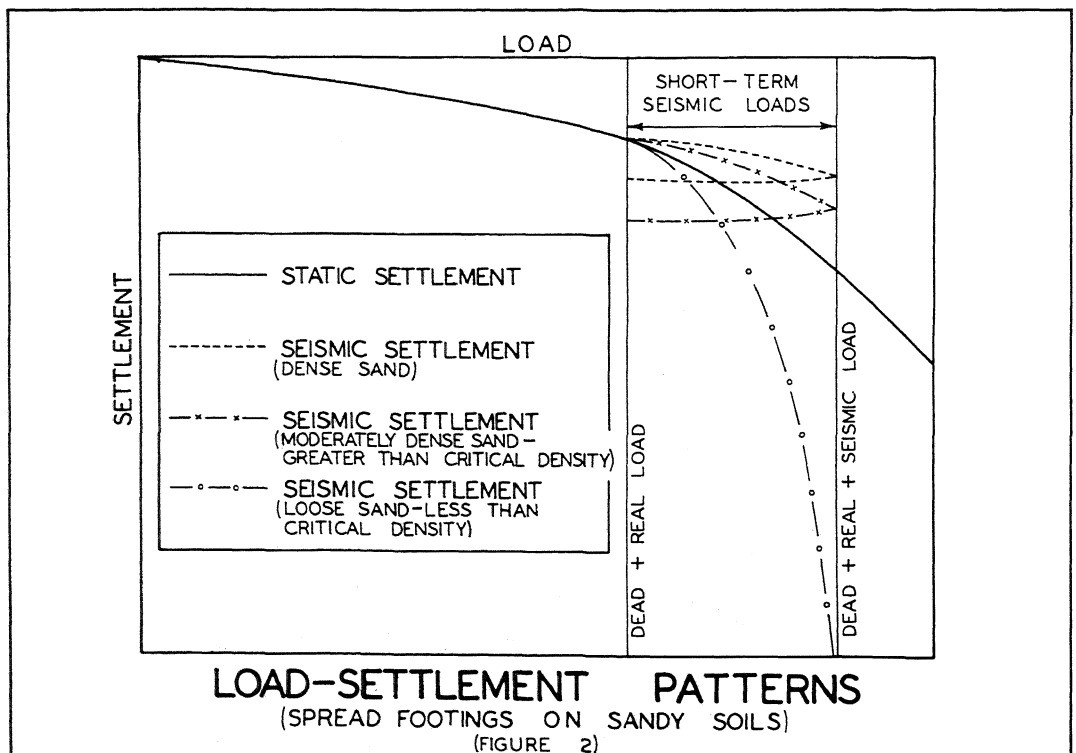 LOAD
SHORT-TERM
SEISMIC LOADS
SETTLEMENT
STATIC SETTLEMENT
SEISMIC SETTLEMENT
(DENSE SAND)
SEISMIC SETTLEMENT
(MODERATELY DENSE SAND-
GREATER THAN CRITICAL DENSITY)
SEISMIC SETTLEMENT
(LOOSE SAND-LESS THAN
CRITICAL DENSITY)
DEAD + REAL LOAD
DEAD + REAL + SEISMIC LOAD
LOAD-SETTLEMENT PATTERNS
(SPREAD FOOTINGS ON SANDY SOILS)
(FIGURE 2)